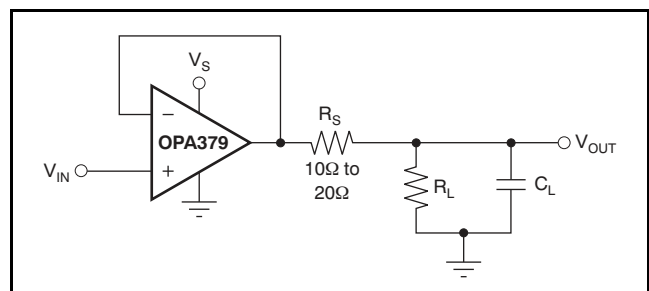 V_S
R_S
−
OPA379
V_IN
+
10Ω to
20Ω
R_L
C_L
V_OUT